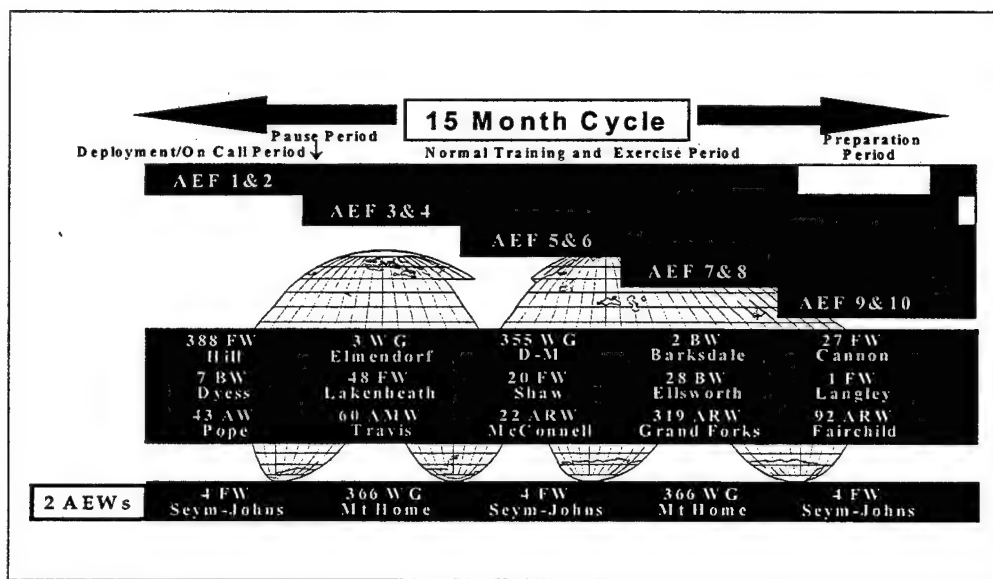 15 Month Cycle
Pause Period
Preparation
Deployment/On Call Period
Normal Training and Exercise Period
Period
AEF 1&2
AEF 3&4
AEF 5&6
AEF 7&8
AEF 9&10
388 FW 3 WG 355 WG 2 BW 27 FW
Hill Elmendorf D-M Barksdale Cannon
7 BW 48 FW 20 FW 28 BW 1 FW
Dyess Lakenheath Shaw Ellsworth Langley
43 AW 60 AMW 22 ARW 319 ARW 92 ARW
Pope Travis McConnell Grand Forks Fairchild
2 AEWs
4 FW 366 WG 4 FW 366 WG 4 FW
Seym-Johns Mt Home Seym-Johns Mt Home Seym-Johns